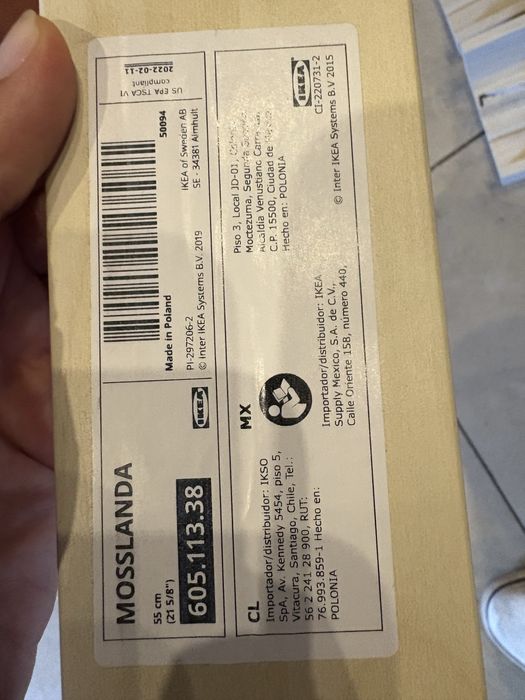 MOSSLANDA
55 cm
(21 5/8")
605.113.38
IKEA
Made in Poland
50094
PI-297206-2
© Inter IKEA Systems B.V. 2019
IKEA of Sweden AB
SE - 34381 Älmhult
US EPA TSCA VI
compliant
2022-02-11
CL
Importador/distribuidor: IKSO
SpA, Av. Kennedy 5454, piso 5,
Vitacura, Santiago, Chile, Tel.:
56 2 241 28 900, RUT:
76.993.859-1 Hecho en:
POLONIA
MX
Importador/distribuidor: IKEA
Supply Mexico, S.A. de C.V.,
Calle Oriente 158, número 440,
Piso 3, Local JD-01,
Moctezuma, Segunda
Alcaldía Venustiano
C.P. 15500, Ciudad de
Hecho en: POLONIA
IKEA
CI-220731-2
© Inter IKEA Systems B.V 2015